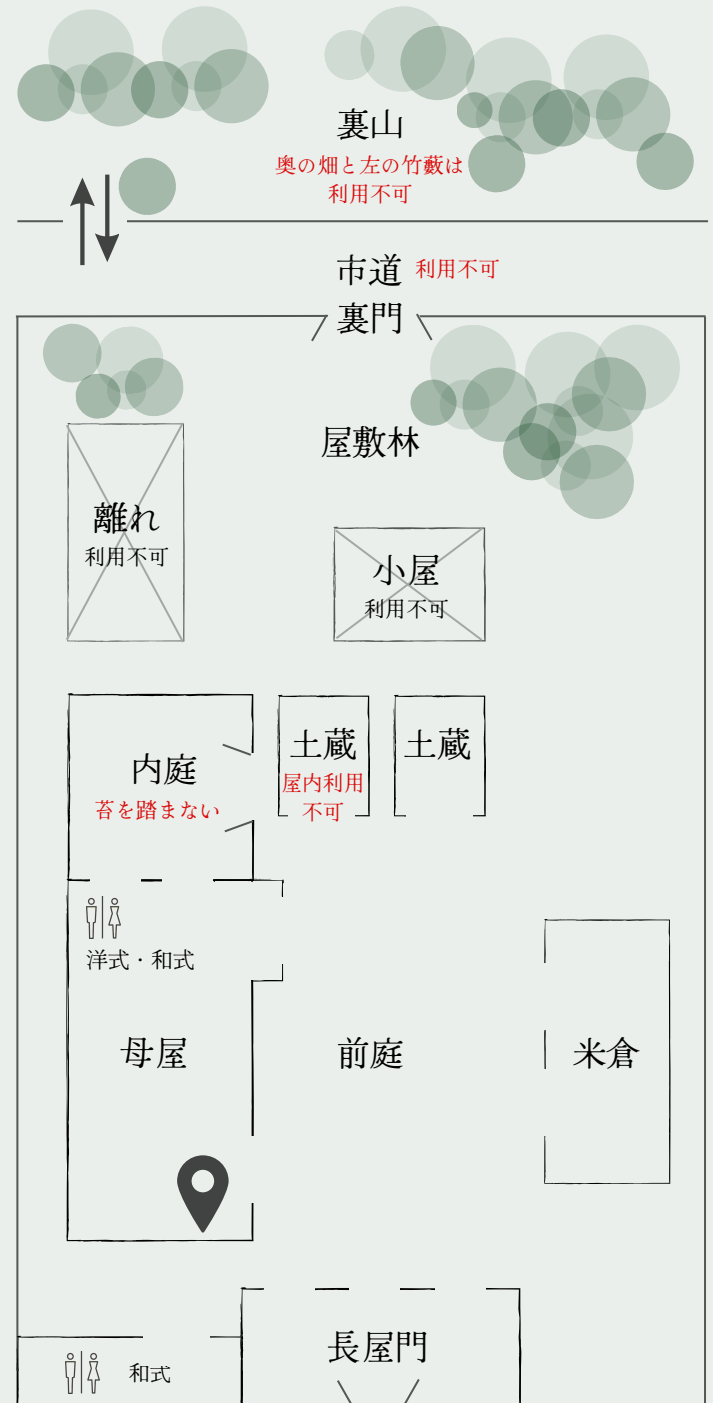 裏山
奥の畑と左の竹藪は
利用不可
市道 利用不可
裏門
屋敷林
離れ
利用不可
小屋
利用不可
内庭
苔を踏まない
土蔵
屋内利用
不可
土蔵
洋式・和式
母屋
前庭
米倉
長屋門
和式